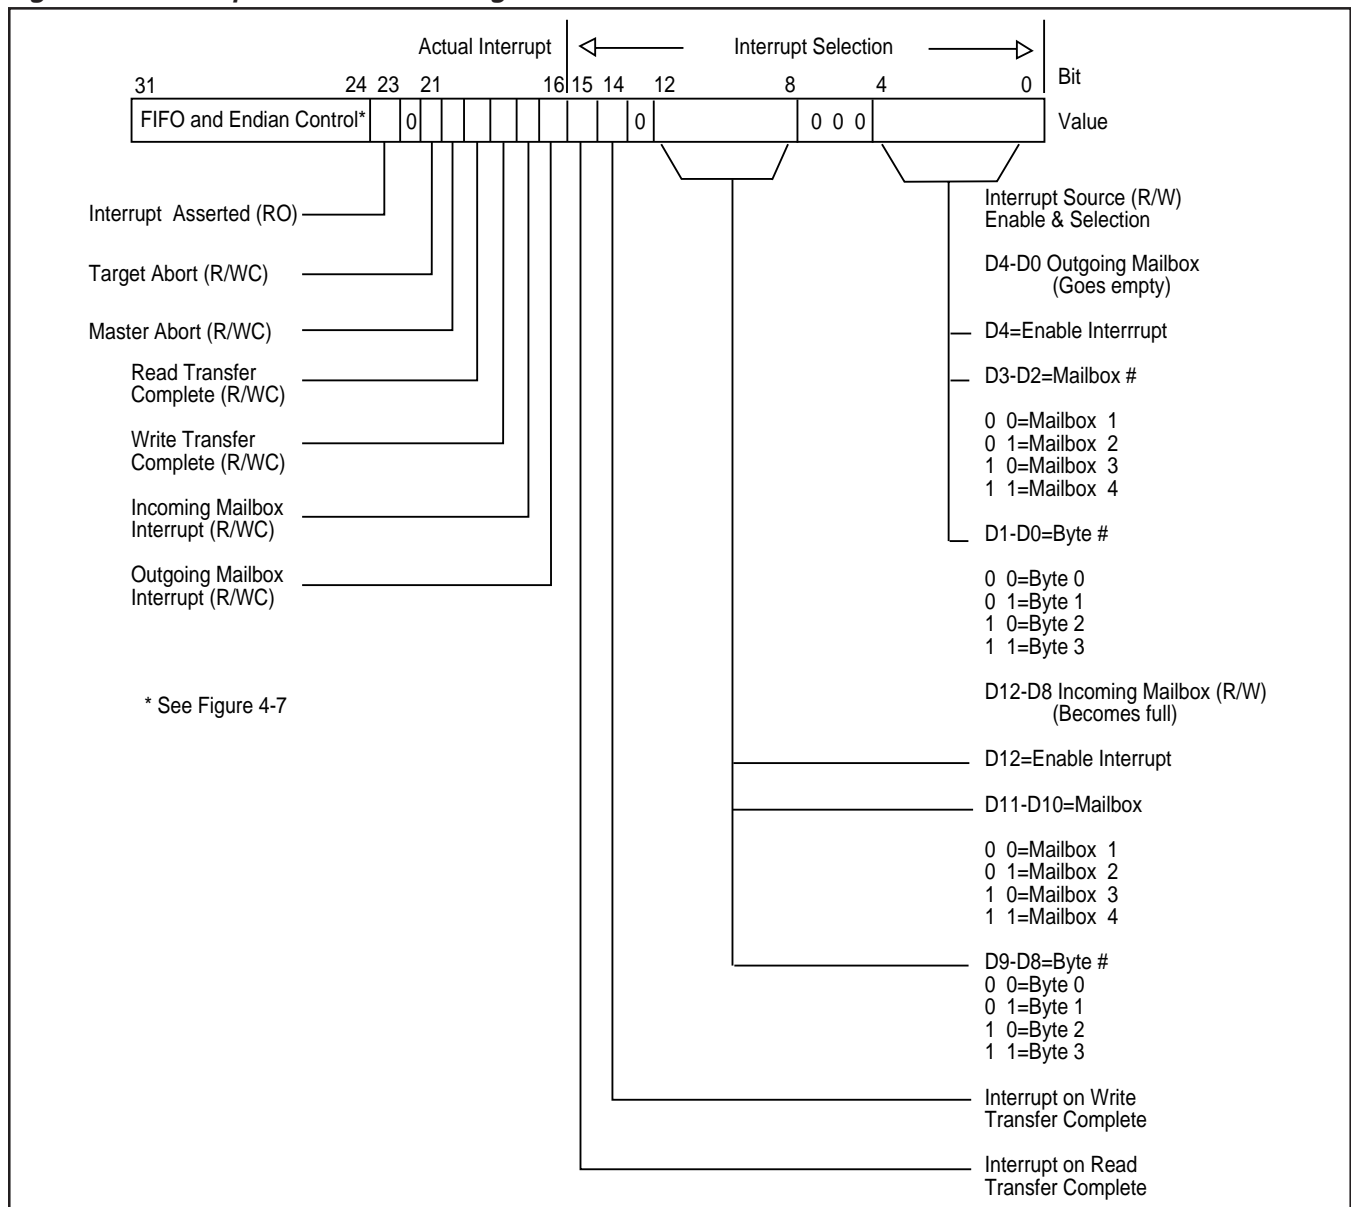 Actual Interrupt Interrupt Selection
31 24 23 21 16 15 14 12 8 4 0 Bit
FIFO and Endian Control* 0 0 0 0 0 Value
Interrupt Asserted (RO)
Target Abort (R/WC)
Master Abort (R/WC)
Read Transfer
Complete (R/WC)
Write Transfer
Complete (R/WC)
Incoming Mailbox
Interrupt (R/WC)
Outgoing Mailbox
Interrupt (R/WC)
* See Figure 4-7
Interrupt Source (R/W)
Enable & Selection
D4-D0 Outgoing Mailbox
(Goes empty)
D4=Enable Interrrupt
D3-D2=Mailbox #
0 0=Mailbox 1
0 1=Mailbox 2
1 0=Mailbox 3
1 1=Mailbox 4
D1-D0=Byte #
0 0=Byte 0
0 1=Byte 1
1 0=Byte 2
1 1=Byte 3
D12-D8 Incoming Mailbox (R/W)
(Becomes full)
D12=Enable Interrupt
D11-D10=Mailbox
0 0=Mailbox 1
0 1=Mailbox 2
1 0=Mailbox 3
1 1=Mailbox 4
D9-D8=Byte #
0 0=Byte 0
0 1=Byte 1
1 0=Byte 2
1 1=Byte 3
Interrupt on Write
Transfer Complete
Interrupt on Read
Transfer Complete